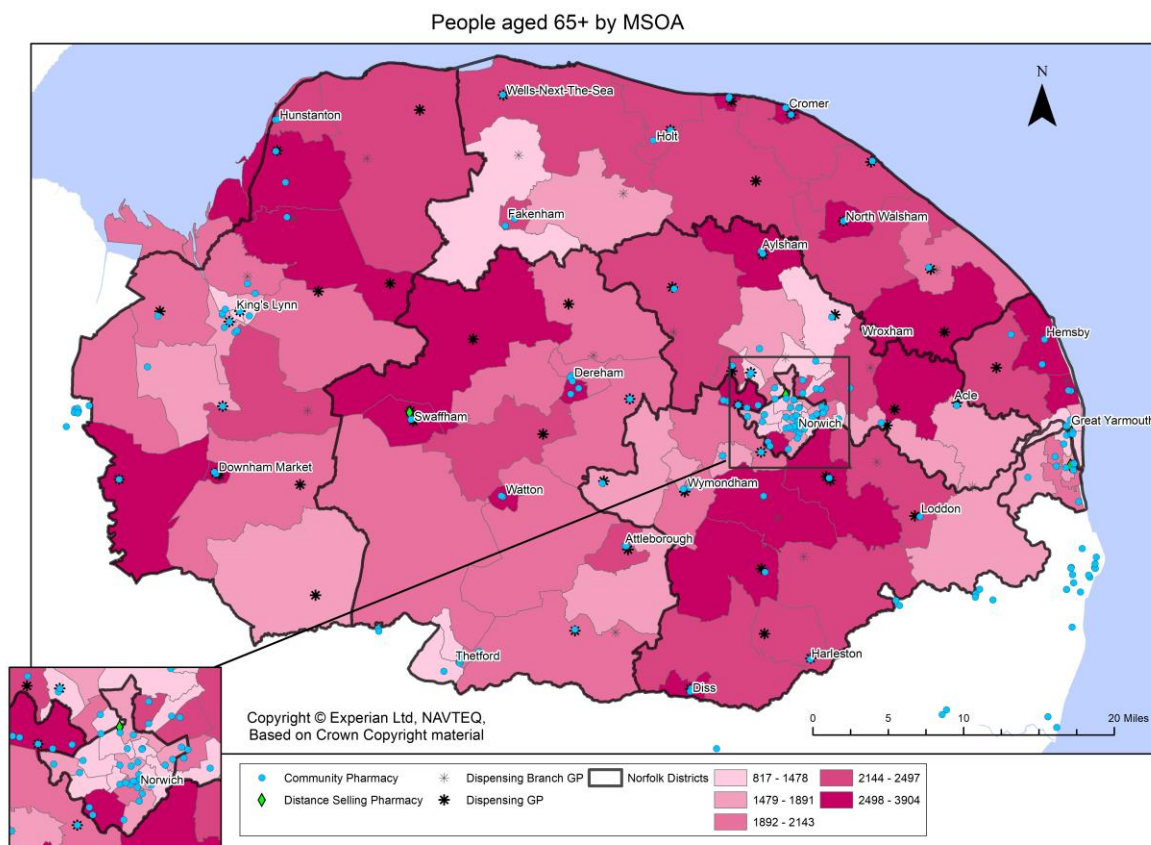 People aged 65+ by MSOA
N
Wells-Next-The-Sea
Cromer
Hunstanton
Holt
Fakenham
North Walsham
Aylsham
King's Lynn
Wroxham
Hemsby
Dereham
Swaffham
Acle
Norwich
Great Yarmouth
Downham Market
Watton
Wymondham
Loddon
Attleborough
Thetford
Harleston
Diss
Copyright © Experian Ltd, NAVTEQ,
Based on Crown Copyright material
0 5 10 20 Miles
Norwich
Community Pharmacy
Distance Selling Pharmacy
Dispensing Branch GP
Dispensing GP
Norfolk Districts
817 - 1478
1479 - 1891
1892 - 2143
2144 - 2497
2498 - 3904